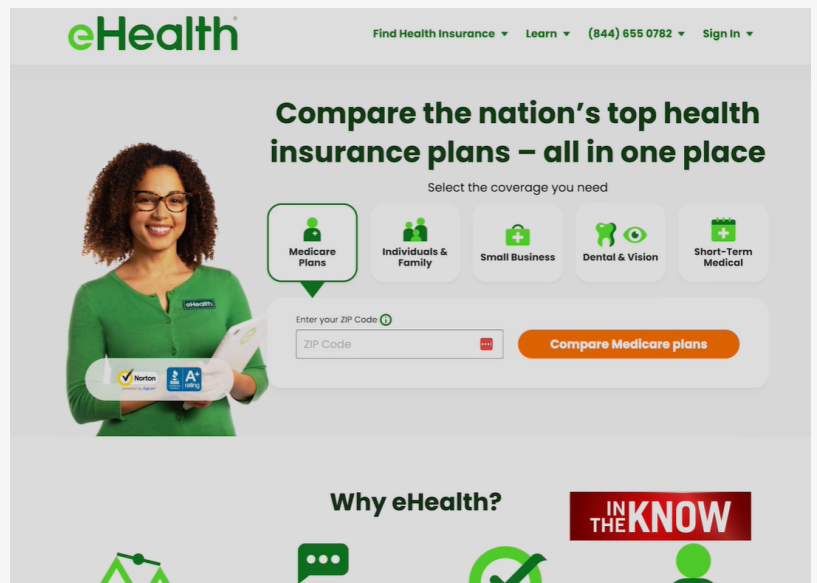 eHealth
Find Health Insurance
Learn
(844) 655 0782
Sign In
Compare the nation’s top health
insurance plans – all in one place
Select the coverage you need
Medicare
Plans
Individuals &
Family
Small Business
Dental & Vision
Short-Term
Medical
eHealth
Enter your ZIP Code
ZIP Code
Compare Medicare plans
Norton
A+
rating
Why eHealth?
IN
THE KNOW